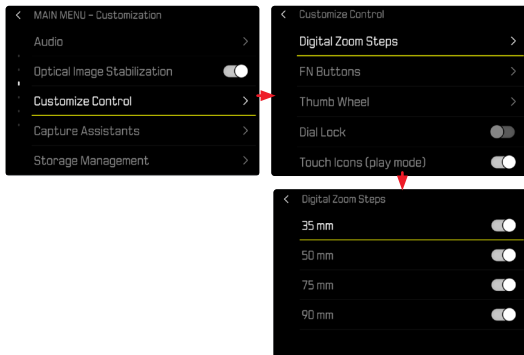 MAIN MENU – Customization
Audio
Optical Image Stabilization
Customize Control
Capture Assistants
Storage Management
Customize Control
Digital Zoom Steps
FN Buttons
Thumb Wheel
Dial Lock
Touch Icons (play mode)
Digital Zoom Steps
35 mm
50 mm
75 mm
90 mm